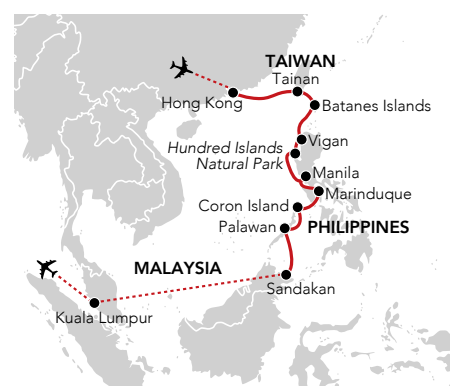 TAIWAN
Tainan
Hong Kong
Batanes Islands
Vigan
Hundred Islands
Natural Park
Manila
Marinduque
Coron Island
Palawan
PHILIPPINES
MALAYSIA
Sandakan
Kuala Lumpur